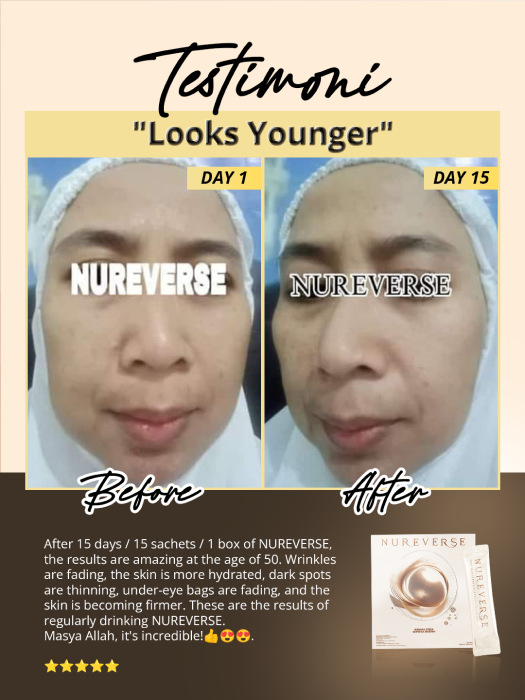 Testimoni
"Looks Younger"
DAY 1
DAY 15
NUREVERSE
NUREVERSE
Before
After
After 15 days / 15 sachets / 1 box of NUREVERSE,
the results are amazing at the age of 50. Wrinkles
are fading, the skin is more hydrated, dark spots
are thinning, under-eye bags are fading, and the
skin is becoming firmer. These are the results of
regularly drinking NUREVERSE.
Masya Allah, it's incredible!👍😍😍.
⭐⭐⭐⭐⭐
NUREVERSE
NUREVERSE